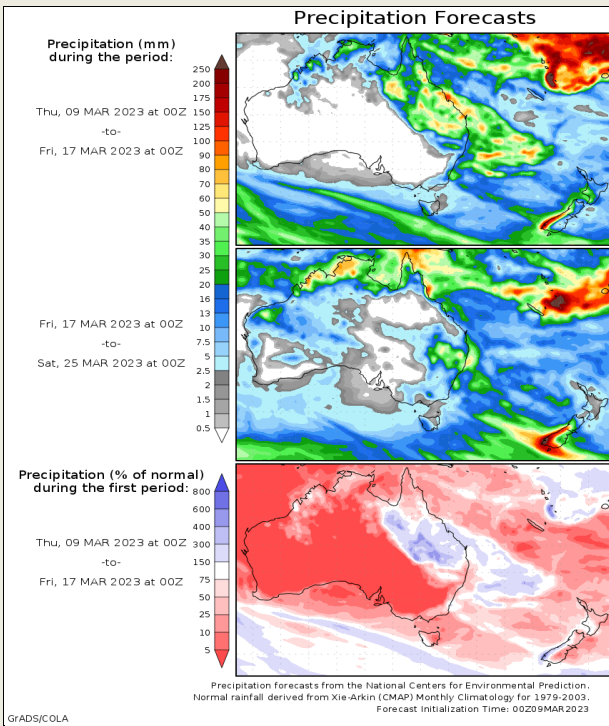 Precipitation Forecasts
Precipitation (mm)
during the period:
Thu, 09 MAR 2023 at 00Z
-to-
Fri, 17 MAR 2023 at 00Z
250
200
175
150
125
100
90
80
70
60
50
40
35
30
25
20
16
13
10
7.5
5
2.5
2
1.5
1
0.5
Fri, 17 MAR 2023 at 00Z
-to-
Sat, 25 MAR 2023 at 00Z
Precipitation (% of normal)
during the first period:
Thu, 09 MAR 2023 at 00Z
-to-
Fri, 17 MAR 2023 at 00Z
800
600
400
300
150
75
50
25
10
5
Precipitation forecasts from the National Centers for Environmental Prediction.
Normal rainfall derived from Xie-Arkin (CMAP) Monthly Climatology for 1979-2003.
Forecast Initialization Time: 00Z09MAR2023
GrADS/COLA